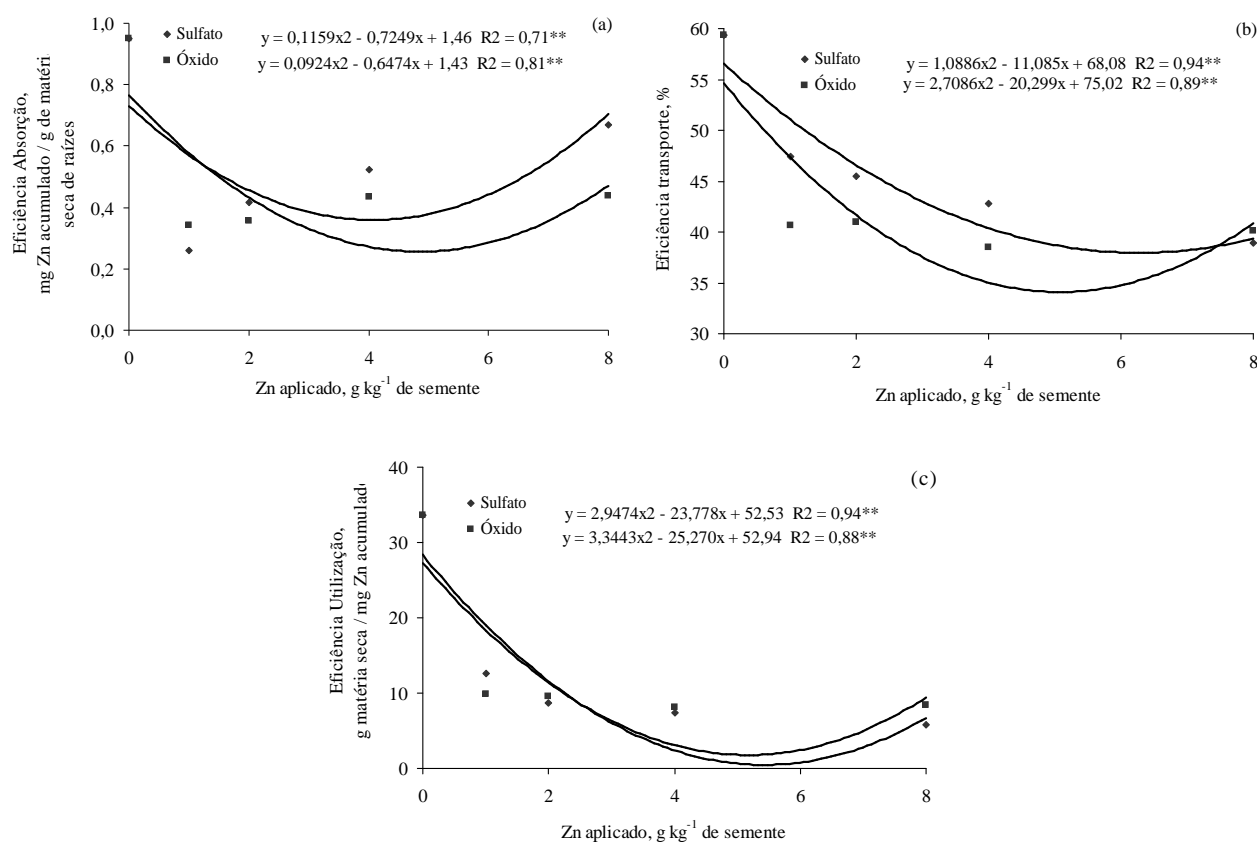 (a)
1,0
0,8
0,6
0,4
0,2
0,0
Eficiência Absorção,
mg Zn acumulado / g de matéri
seca de raízes
Sulfato y = 0,1159x2 - 0,7249x + 1,46 R2 = 0,71**
Óxido y = 0,0924x2 - 0,6474x + 1,43 R2 = 0,81**
0 2 4 6 8
Zn aplicado, g kg-1 de semente
(b)
60
55
50
45
40
35
30
Eficiência transporte, %
Sulfato y = 1,0886x2 - 11,085x + 68,08 R2 = 0,94**
Óxido y = 2,7086x2 - 20,299x + 75,02 R2 = 0,89**
0 2 4 6 8
Zn aplicado, g kg-1 de semente
(c)
40
30
20
10
0
Eficiência Utilização,
g matéria seca / mg Zn acumulad
Sulfato y = 2,9474x2 - 23,778x + 52,53 R2 = 0,94**
Óxido y = 3,3443x2 - 25,270x + 52,94 R2 = 0,88**
0 2 4 6 8
Zn aplicado, g kg-1 de semente